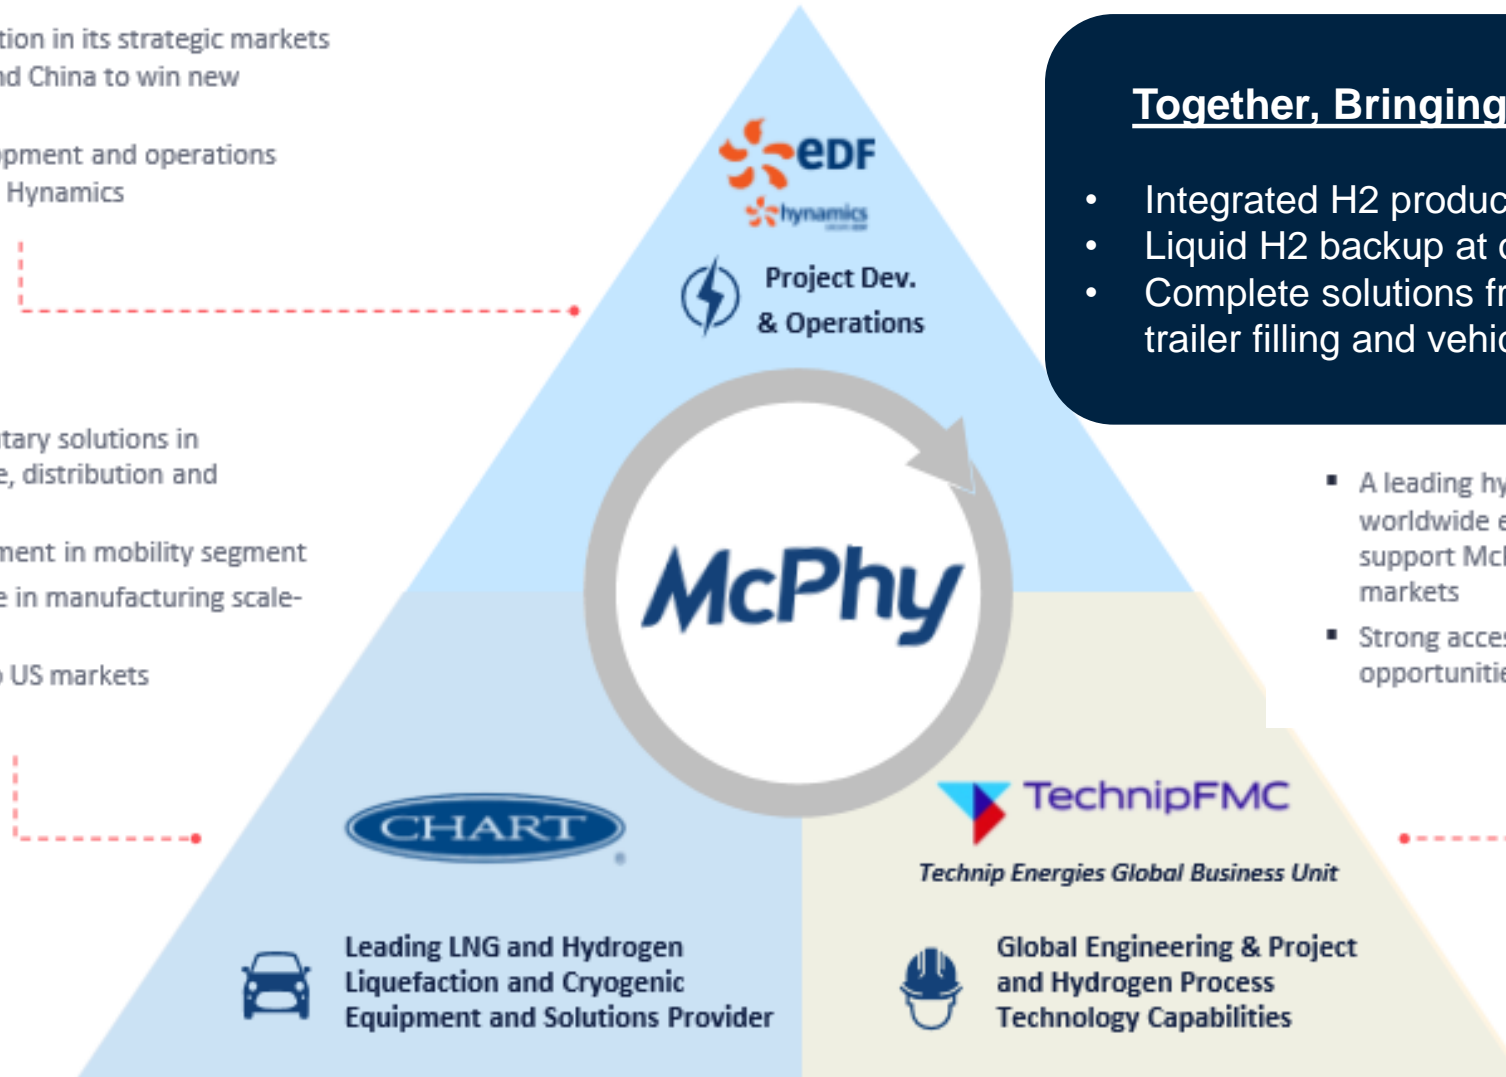 tion in its strategic markets
nd China to win new
opment and operations
Hynamics
eDF
hynamics
Project Dev.
& Operations
Together, Bringing
• Integrated H2 produc
• Liquid H2 backup at
• Complete solutions fr
trailer filling and vehic
tary solutions in
e, distribution and
ment in mobility segment
e in manufacturing scale-
o US markets
McPhy
▪ A leading hy
worldwide e
support McP
markets
▪ Strong acces
opportunitie
CHART
Leading LNG and Hydrogen
Liquefaction and Cryogenic
Equipment and Solutions Provider
TechnipFMC
Technip Energies Global Business Unit
Global Engineering & Project
and Hydrogen Process
Technology Capabilities